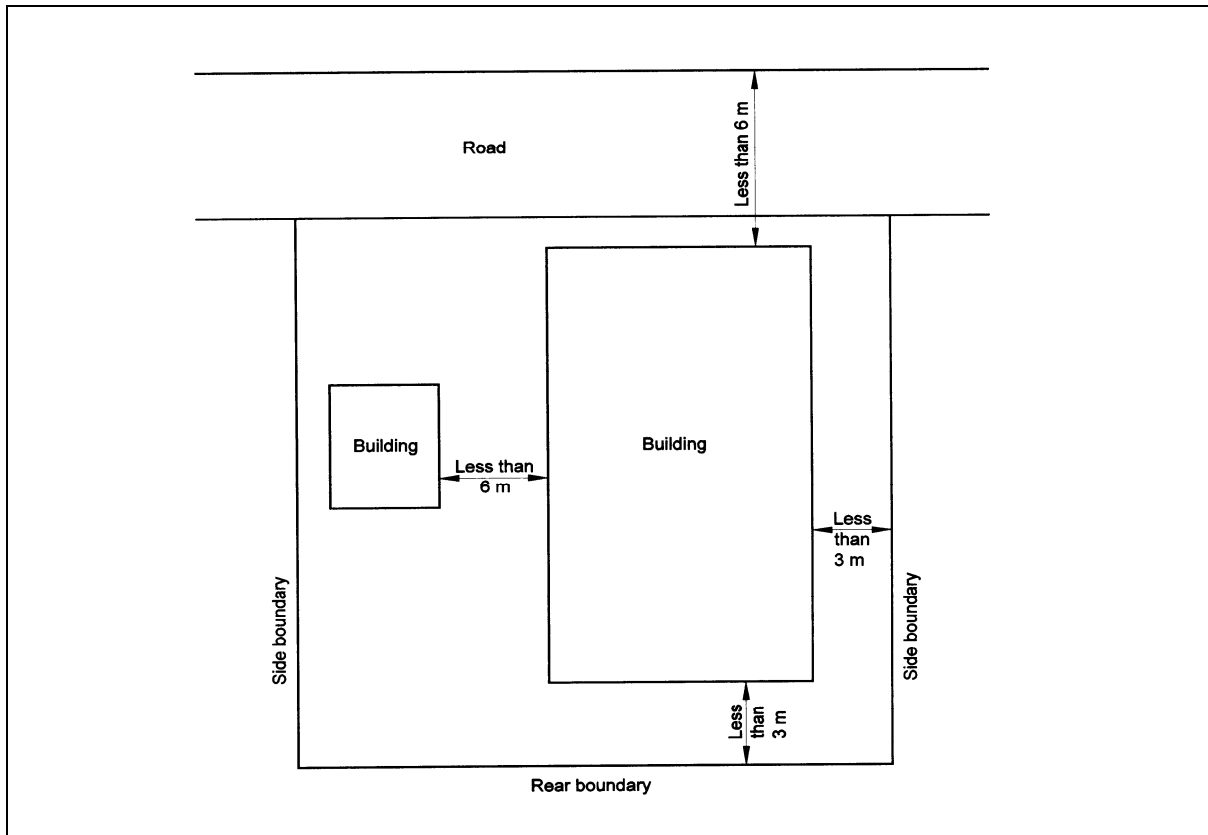 Less than 6 m
Road
Building
Building
Less than
6 m
Less
than
3 m
Side boundary
Side boundary
Less
than
3 m
Rear boundary